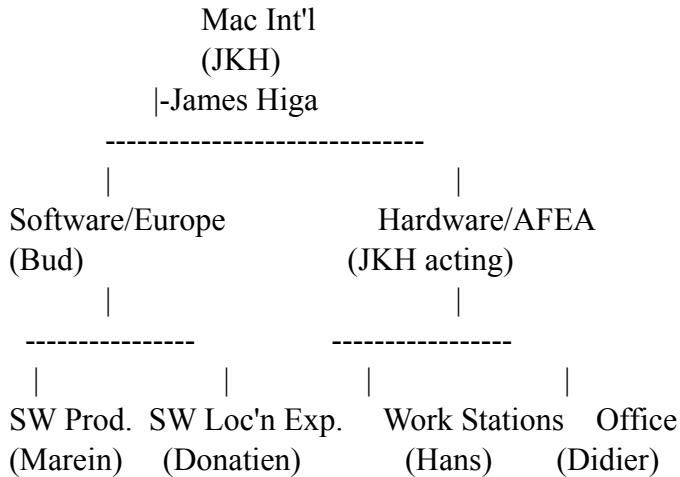 Mac Int'l
(JKH)
|-James Higa
------------------------------
| |
Software/Europe Hardware/AFEA
(Bud) (JKH acting)
| |
---------------- -----------------
| | | |
SW Prod. SW Loc'n Exp. Work Stations Office
(Marein) (Donatien) (Hans) (Didier)